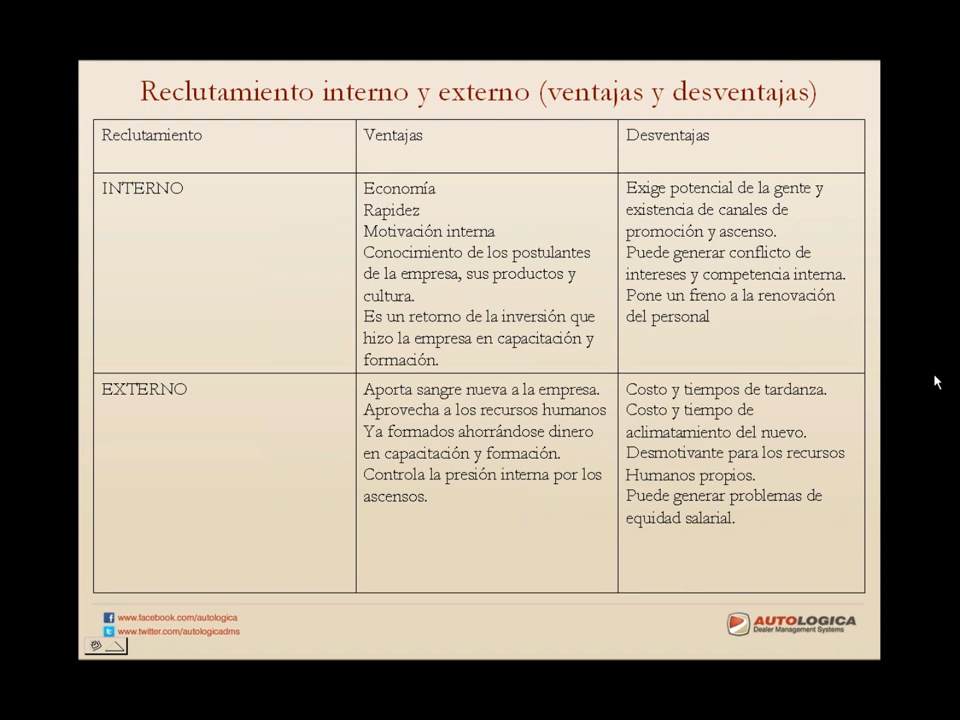 Reclutamiento interno y externo (ventajas y desventajas)
Reclutamiento
Ventajas
Desventajas
INTERNO
Economía
Rapidez
Motivación interna
Conocimiento de los postulantes
de la empresa, sus productos y
cultura.
Es un retorno de la inversión que
hizo la empresa en capacitación y
formación.
Exige potencial de la gente y
existencia de canales de
promoción y ascenso.
Puede generar conflicto de
intereses y competencia interna.
Pone un freno a la renovación
del personal
EXTERNO
Aporta sangre nueva a la empresa.
Aprovecha a los recursos humanos
Ya formados ahorrándose dinero
en capacitación y formación.
Controla la presión interna por los
ascensos.
Costo y tiempos de tardanza.
Costo y tiempo de
aclimatamiento del nuevo.
Desmotivante para los recursos
Humanos propios.
Puede generar problemas de
equidad salarial.
www.facebook.com/autologica
www.twitter.com/autologicadms
AUTOLOGICA
Dealer Management Systems